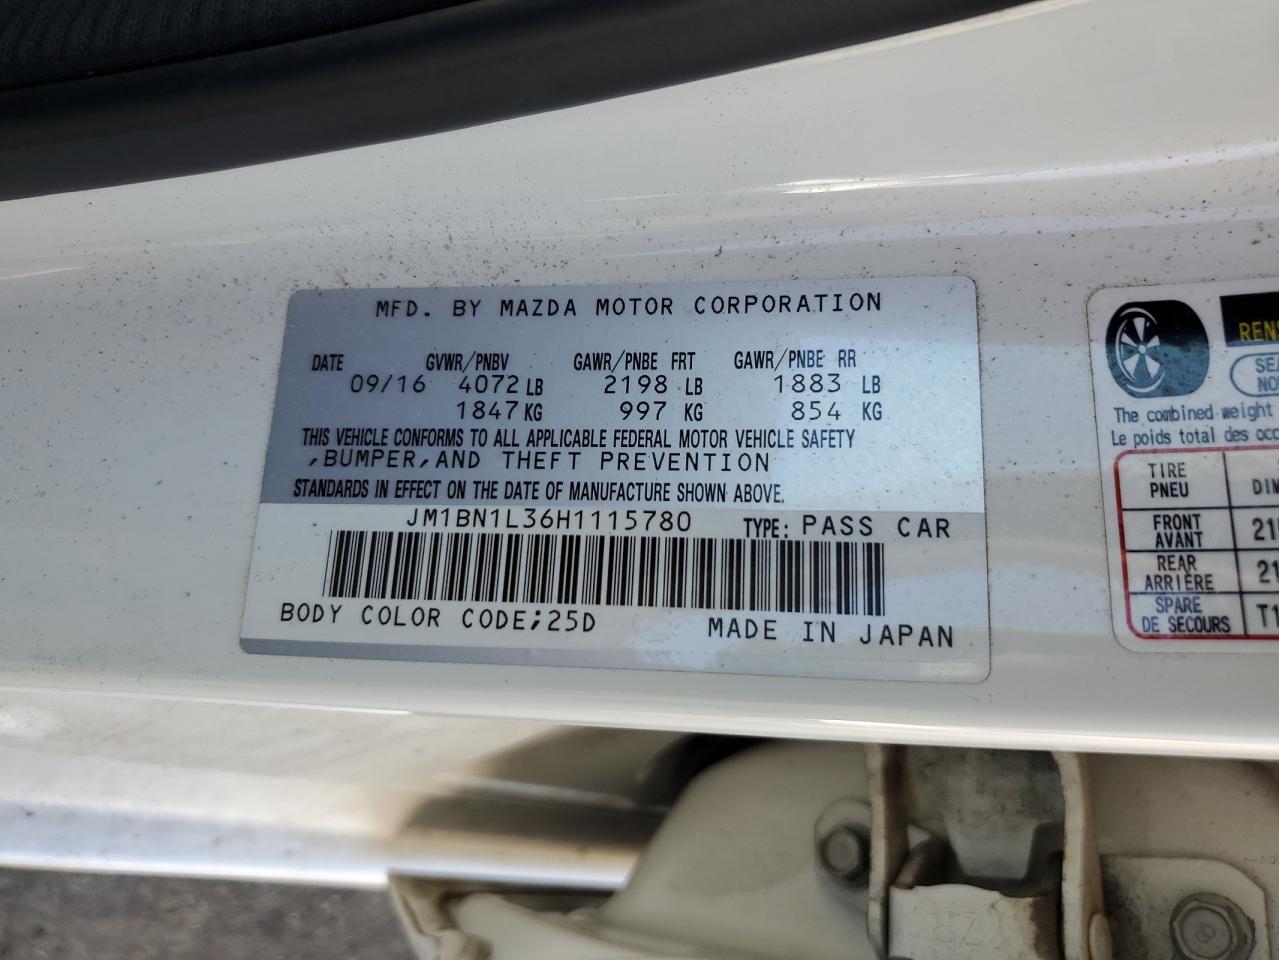 MFD. BY MAZDA MOTOR CORPORATION
DATE GVWR/PNBV GAWR/PNBE FRT GAWR/PNBE RR
09/16 4072 LB 2198 LB 1883 LB
1847 KG 997 KG 854 KG
THIS VEHICLE CONFORMS TO ALL APPLICABLE FEDERAL MOTOR VEHICLE SAFETY
,BUMPER,AND THEFT PREVENTION
STANDARDS IN EFFECT ON THE DATE OF MANUFACTURE SHOWN ABOVE.
JM1BN1L36H1115780 TYPE: PASS CAR
BODY COLOR CODE;25D MADE IN JAPAN
The combined weight
Le poids total des
TIRE
PNEU
FRONT
AVANT
REAR
ARRIÈRE
SPARE
DE SECOURS